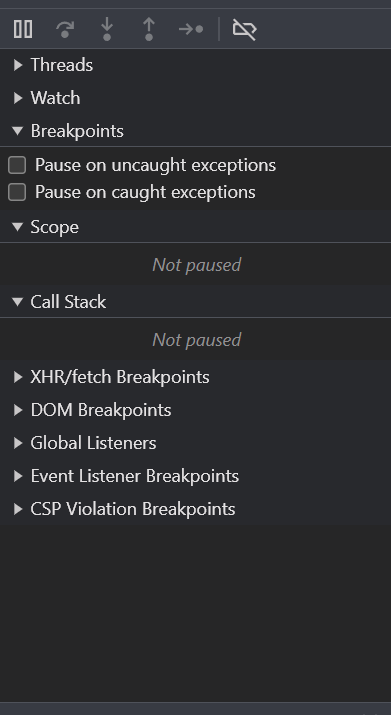 Threads
Watch
Breakpoints
Pause on uncaught exceptions
Pause on caught exceptions
Scope
Not paused
Call Stack
Not paused
XHR/fetch Breakpoints
DOM Breakpoints
Global Listeners
Event Listener Breakpoints
CSP Violation Breakpoints